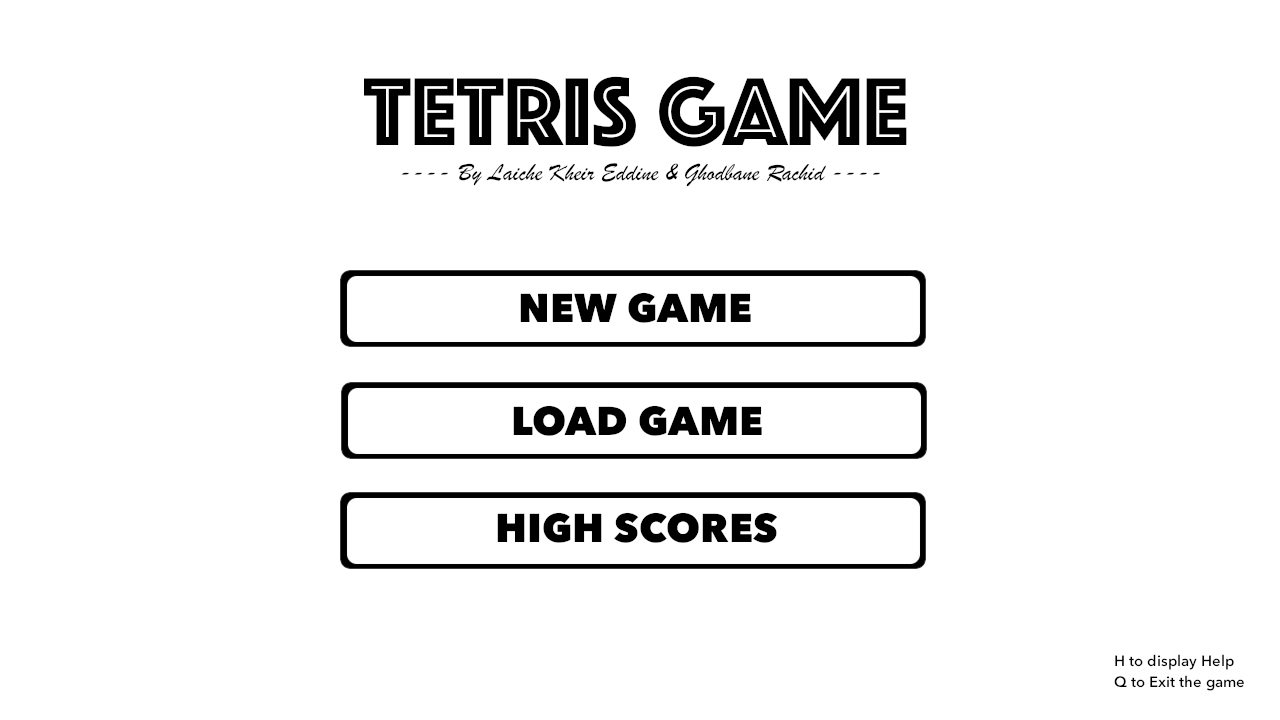 TETRIS GAME
---- By Laiche Kheir Eddine & Ghodbane Rachid ----
NEW GAME
LOAD GAME
HIGH SCORES
H to display Help
Q to Exit the game